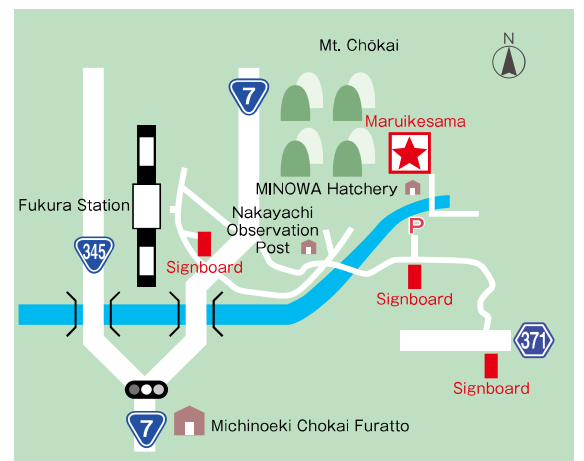 Mt. Chōkai
N
7
Maruikesama
MINOWA Hatchery
Fukura Station
Nakayachi
Observation
Post
P
345
Signboard
Signboard
371
Signboard
7
Michinoeki Chokai Furatto